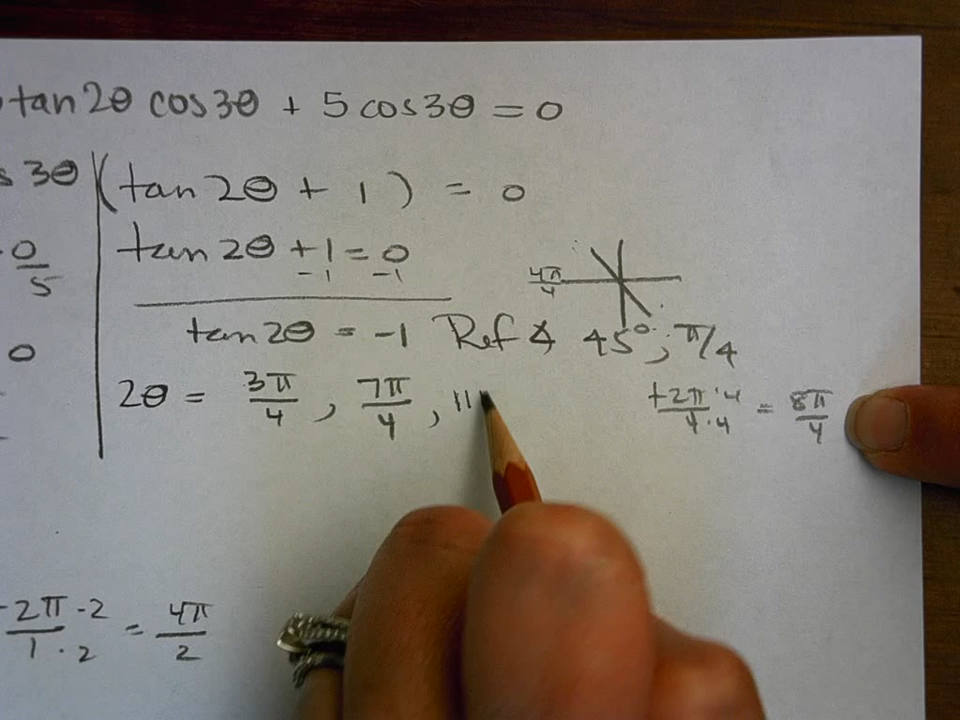 tan2θ cos3θ + 5cos3θ = 0
s 3θ (tan2θ + 1) = 0
0/5 tan2θ + 1 = 0
-1 -1
4π/4
0 tan2θ = -1 Ref ∡ 45°, π/4
2θ = 3π/4, 7π/4, 11
+2π·4/4·4 = 8π/4
-2π·2/1·2 = 4π/2